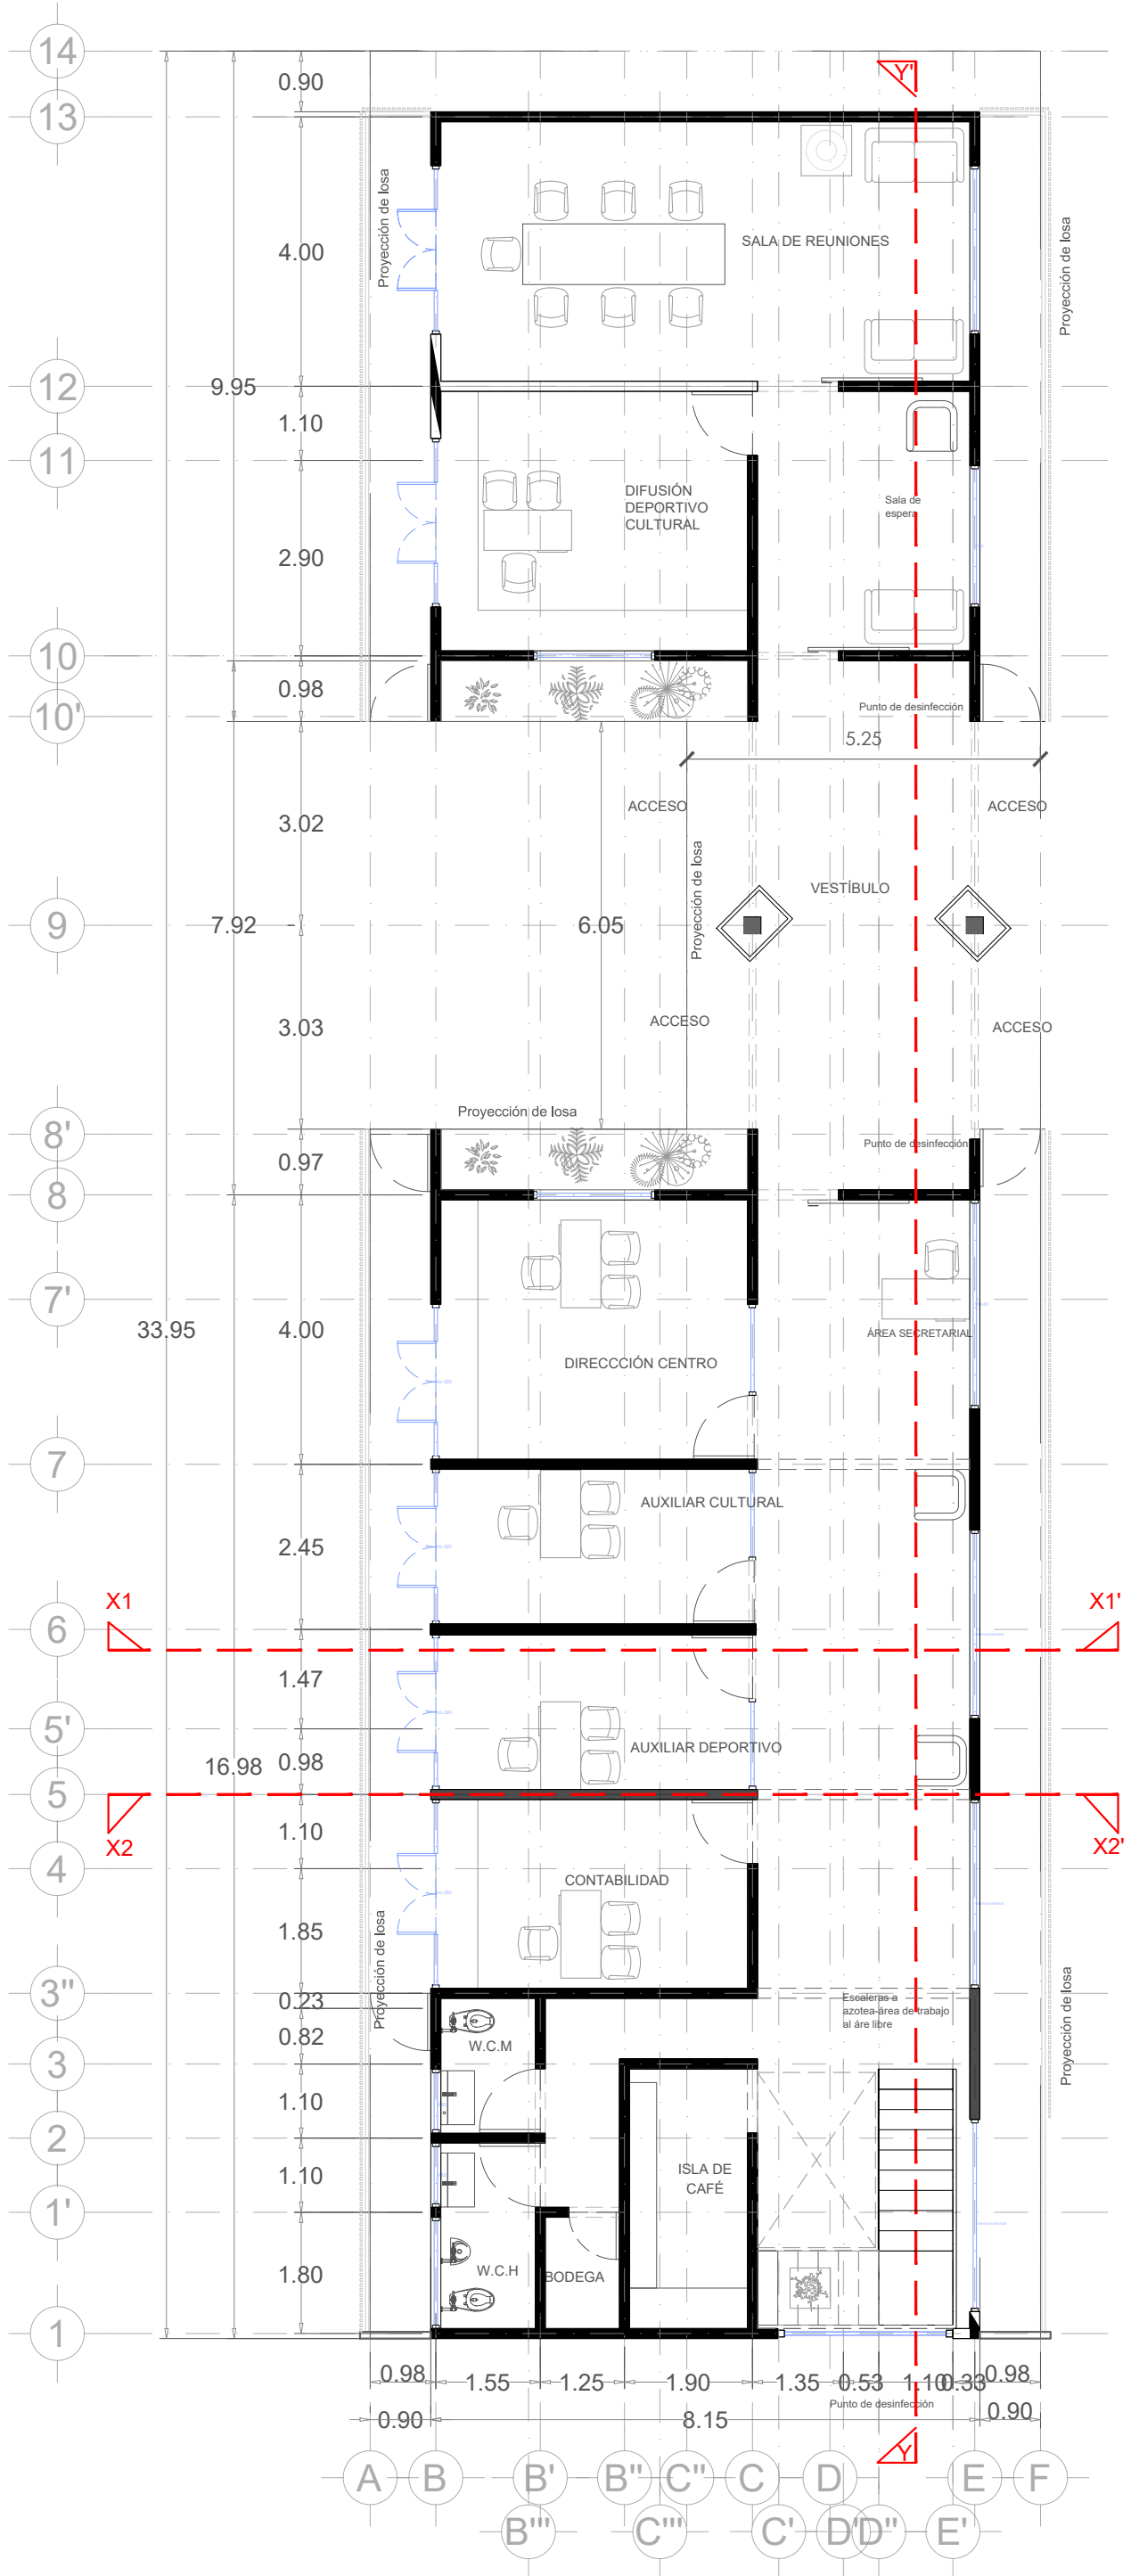 14
Y'
0.90
13
Proyección de losa
4.00
SALA DE REUNIONES
Proyección de losa
12
9.95
1.10
11
DIFUSIÓN
DEPORTIVO
CULTURAL
Sala de
espera
2.90
10
0.98
10'
Punto de desinfección
5.25
ACCESO
ACCESO
3.02
Proyección de losa
VESTÍBULO
9
7.92
6.05
3.03
ACCESO
ACCESO
Proyección de losa
8'
Punto de desinfección
0.97
8
7'
33.95
4.00
ÁREA SECRETARIAL
DIRECCCIÓN CENTRO
7
AUXILIAR CULTURAL
2.45
X1
X1'
6
1.47
5'
AUXILIAR DEPORTIVO
16.98
0.98
5
1.10
X2
X2'
4
CONTABILIDAD
1.85
Proyección de losa
3"
0.23
Escaleras a
azotea-área de trabajo
al áre libre
Proyección de losa
0.82
W.C.M
3
1.10
2
ISLA DE
CAFÉ
1.10
1'
1.80
W.C.H
BODEGA
1
0.98
1.55
1.25
1.90
1.35
0.53
1.10
0.33
0.98
Punto de desinfección
0.90
8.15
0.90
Y
A
B
B'
B"
C"
C
D
E
F
B'"
C'"
C'
D'
D"
E'